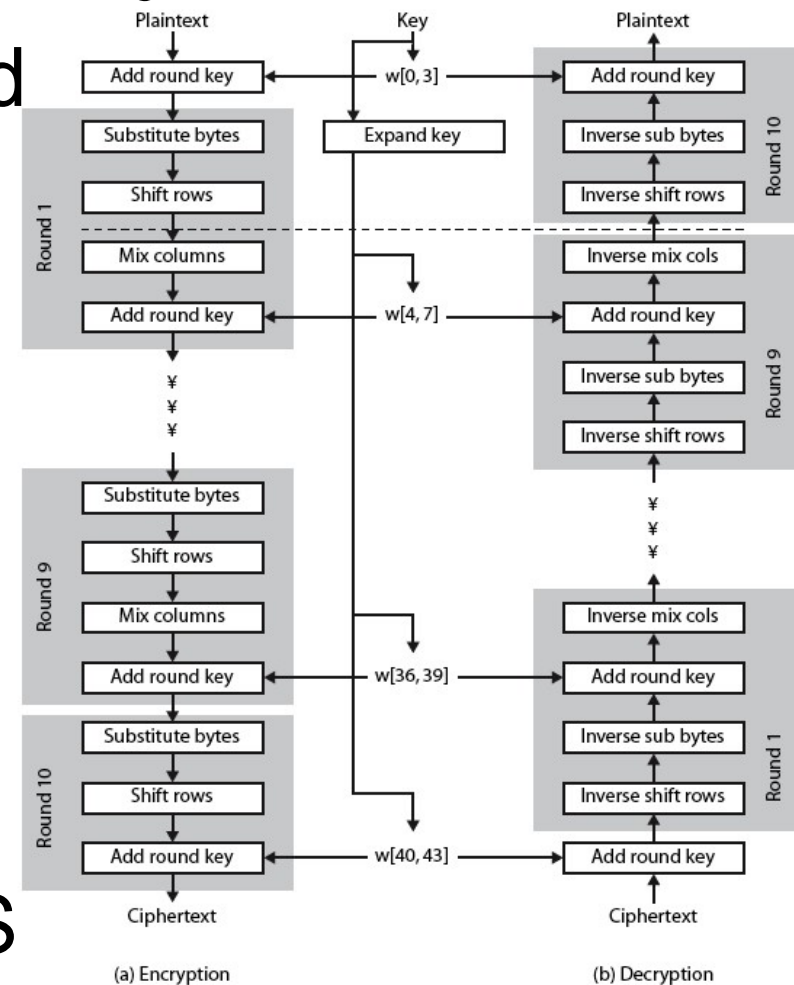 Plaintext
Add round key
Round 1
Substitute bytes
Shift rows
Mix columns
Add round key
¥
¥
¥
Round 9
Substitute bytes
Shift rows
Mix columns
Add round key
Round 10
Substitute bytes
Shift rows
Add round key
Ciphertext
(a) Encryption
Key
w[0, 3]
Expand key
w[4, 7]
w[36, 39]
w[40, 43]
Plaintext
Add round key
Inverse sub bytes
Inverse shift rows
Round 10
Inverse mix cols
Add round key
Inverse sub bytes
Inverse shift rows
Round 9
¥
¥
¥
Inverse mix cols
Add round key
Inverse sub bytes
Inverse shift rows
Round 1
Add round key
Ciphertext
(b) Decryption
d
s